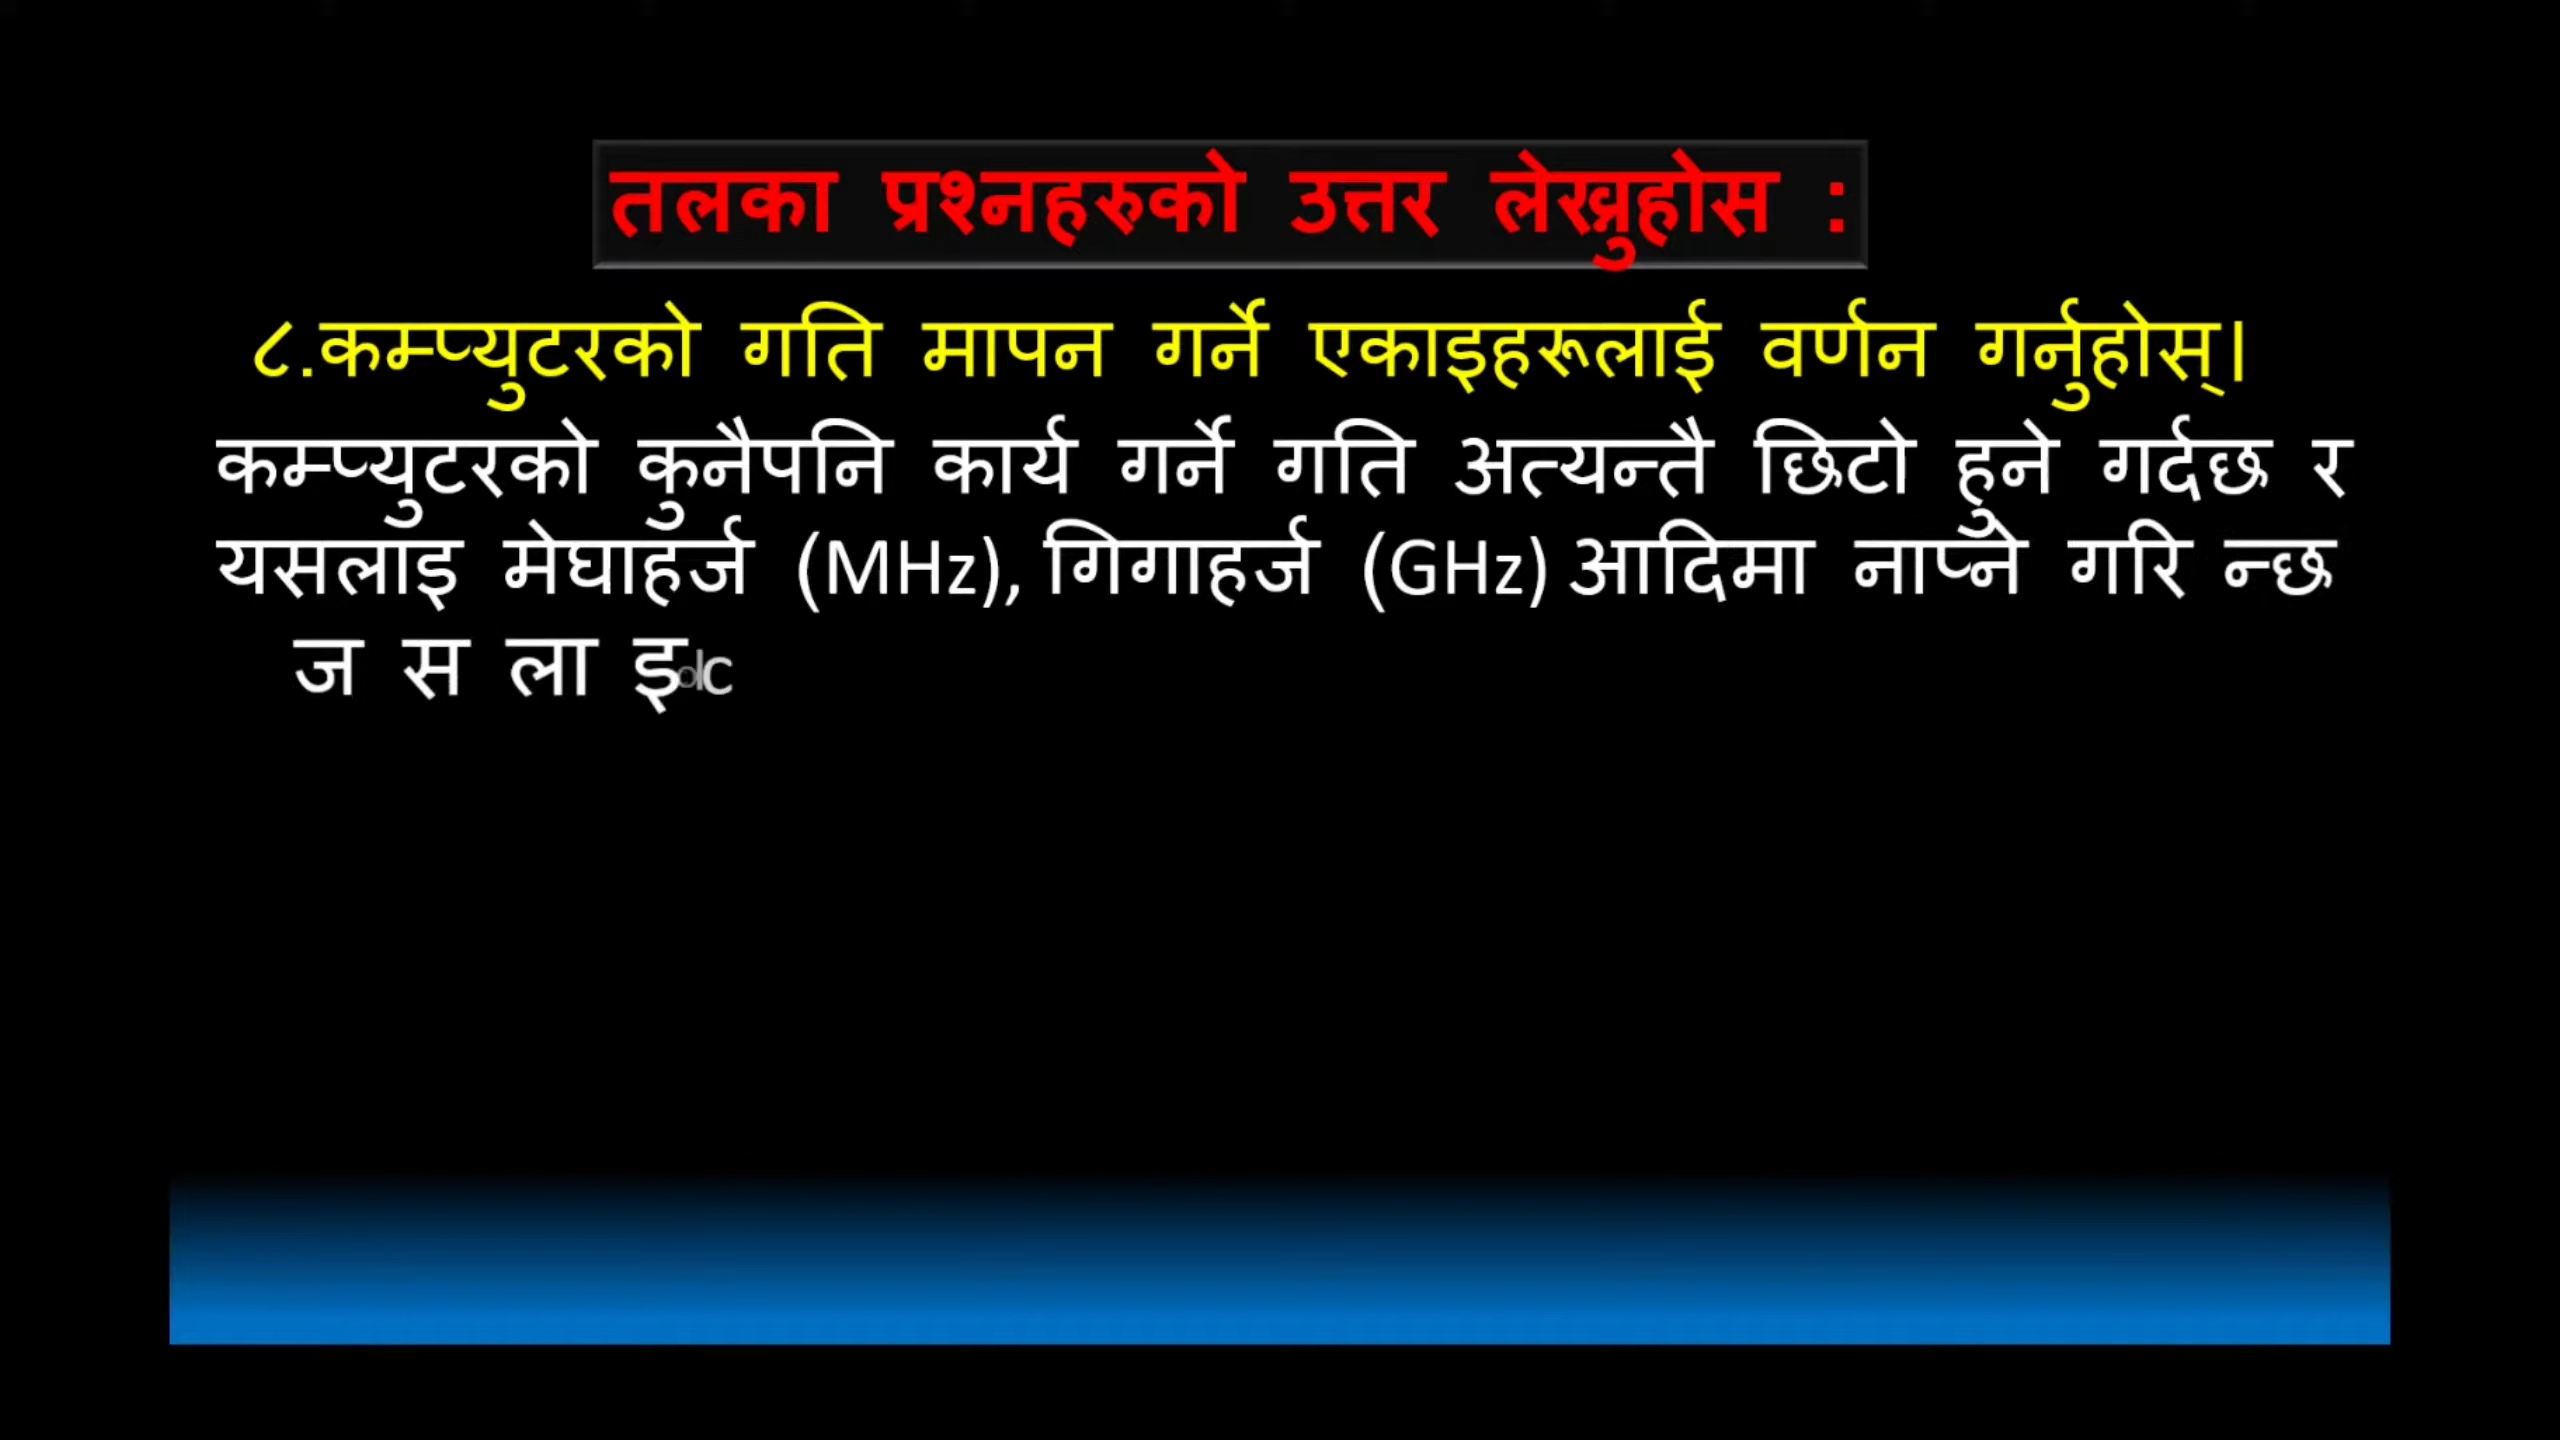 तलका प्रश्नहरुको उत्तर लेख्नुहोस :
८.कम्प्युटरको गति मापन गर्ने एकाइहरूलाई वर्णन गर्नुहोस्।
कम्प्युटरको कुनैपनि कार्य गर्ने गति अत्यन्तै छिटो हुने गर्दछ र
यसलाइ मेघाहर्ज (MHz), गिगाहर्ज (GHz) आदिमा नाप्ने गरि न्छ
ज स ला इ